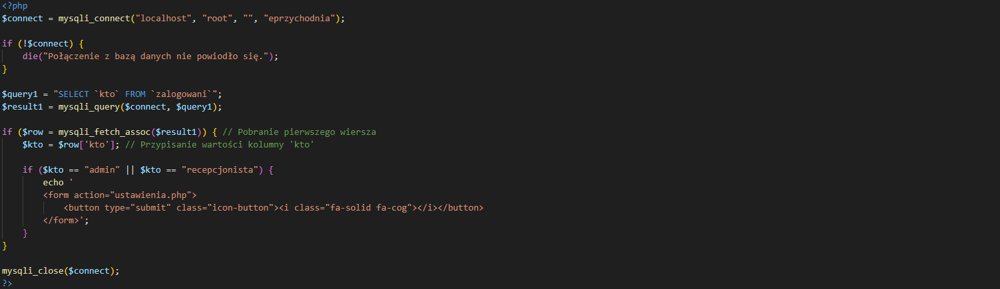 <?php
$connect = mysqli_connect("localhost", "root", "", "eprzychodnia");

if (!$connect) {
    die("Połączenie z bazą danych nie powiodło się.");
}

$query1 = "SELECT `kto` FROM `zalogowani`";
$result1 = mysqli_query($connect, $query1);

if ($row = mysqli_fetch_assoc($result1)) { // Pobranie pierwszego wiersza
    $kto = $row['kto']; // Przypisanie wartości kolumny 'kto'

    if ($kto == "admin" || $kto == "recepcjonista") {
        echo '
        <form action="ustawienia.php">
            <button type="submit" class="icon-button"><i class="fa-solid fa-cog"></i></button>
        </form>';
    }
}

mysqli_close($connect);
?>